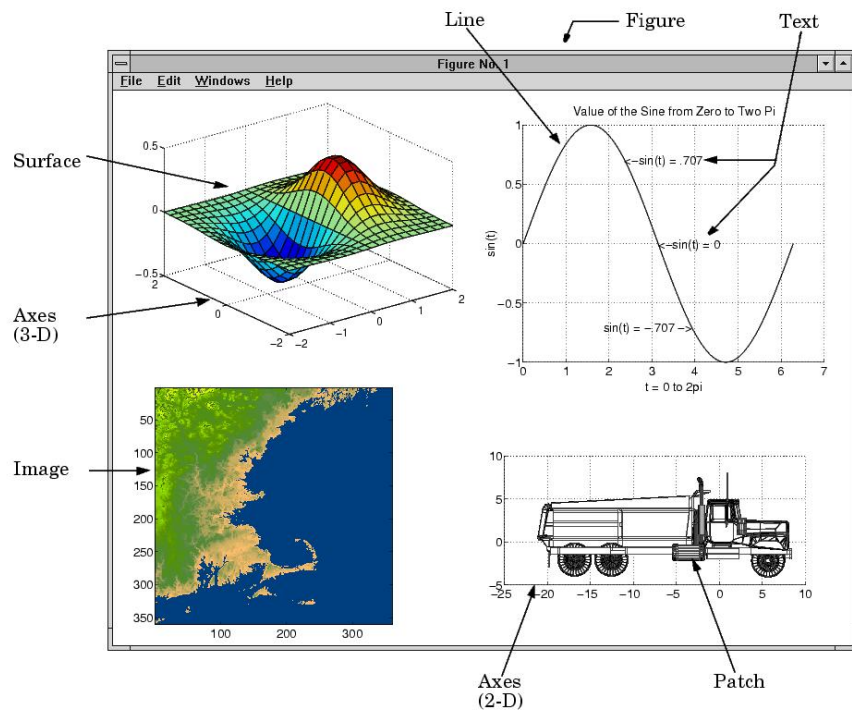 Line
Figure
Text
Figure No. 1
File Edit Windows Help
Surface
0.5
0
−0.5
2
0
−2
−2
−1
0
1
2
Axes
(3-D)
Value of the Sine from Zero to Two Pi
1
0.5
0
−0.5
−1
sin(t)
<−sin(t) = .707
<−sin(t) = 0
sin(t) = −.707 −>
0 1 2 3 4 5 6 7
t = 0 to 2pi
Image
50
100
150
200
250
300
350
100 200 300
10
5
0
−5
−25 −20 −15 −10 −5 0 5 10
Axes
(2-D)
Patch